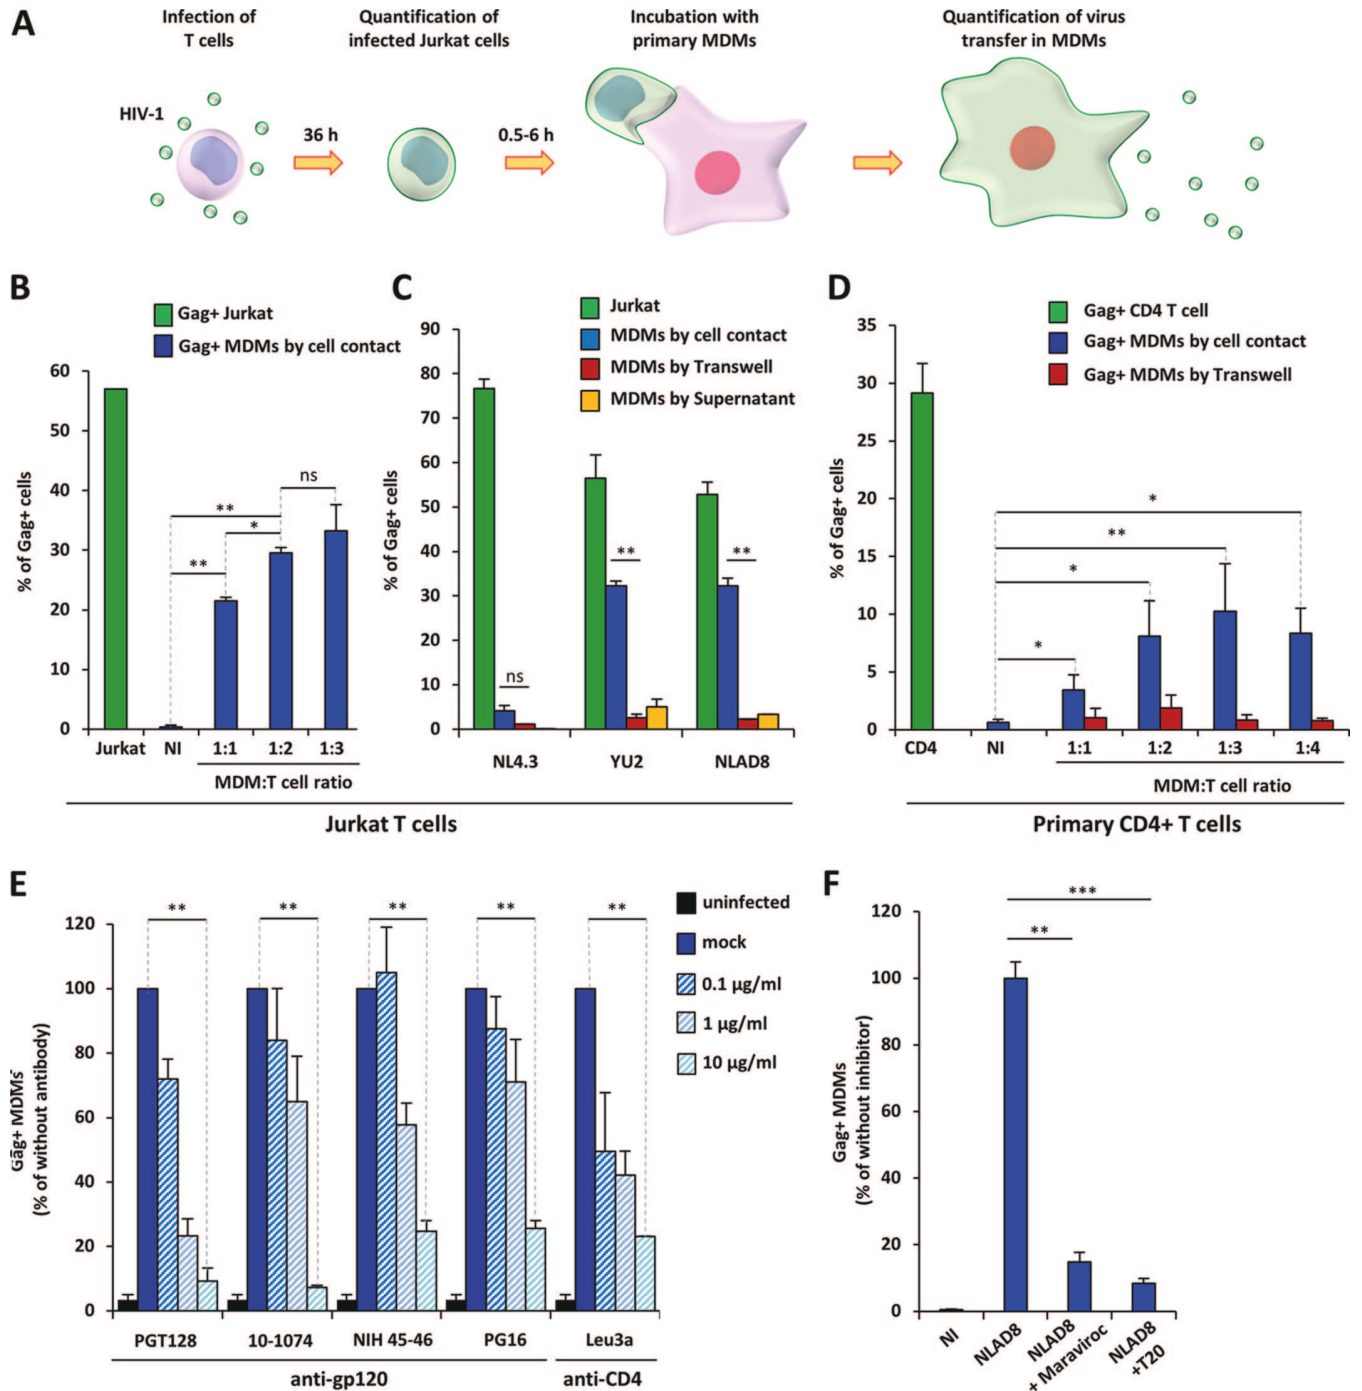 A
Infection of
T cells
Quantification of
infected Jurkat cells
Incubation with
primary MDMs
Quantification of virus
transfer in MDMs
HIV-1
36 h
0.5-6 h
B
Gag+ Jurkat
Gag+ MDMs by cell contact
% of Gag+ cells
60
50
40
30
20
10
0
**
**
*
ns
Jurkat
NI
1:1
1:2
1:3
MDM:T cell ratio
C
Jurkat
MDMs by cell contact
MDMs by Transwell
MDMs by Supernatant
% of Gag+ cells
90
80
70
60
50
40
30
20
10
0
ns
**
**
NL4.3
YU2
NLAD8
Jurkat T cells
D
Gag+ CD4 T cell
Gag+ MDMs by cell contact
Gag+ MDMs by Transwell
% of Gag+ cells
35
30
25
20
15
10
5
0
*
**
*
*
CD4
NI
1:1
1:2
1:3
1:4
MDM:T cell ratio
Primary CD4+ T cells
E
uninfected
mock
0.1 µg/ml
1 µg/ml
10 µg/ml
Gag+ MDMs
(% of without antibody)
120
100
80
60
40
20
0
**
**
**
**
**
PGT128
10-1074
NIH 45-46
PG16
Leu3a
anti-gp120
anti-CD4
F
Gag+ MDMs
(% of without inhibitor)
120
100
80
60
40
20
0
***
**
NI
NLAD8
NLAD8
+ Maraviroc
NLAD8
+T20